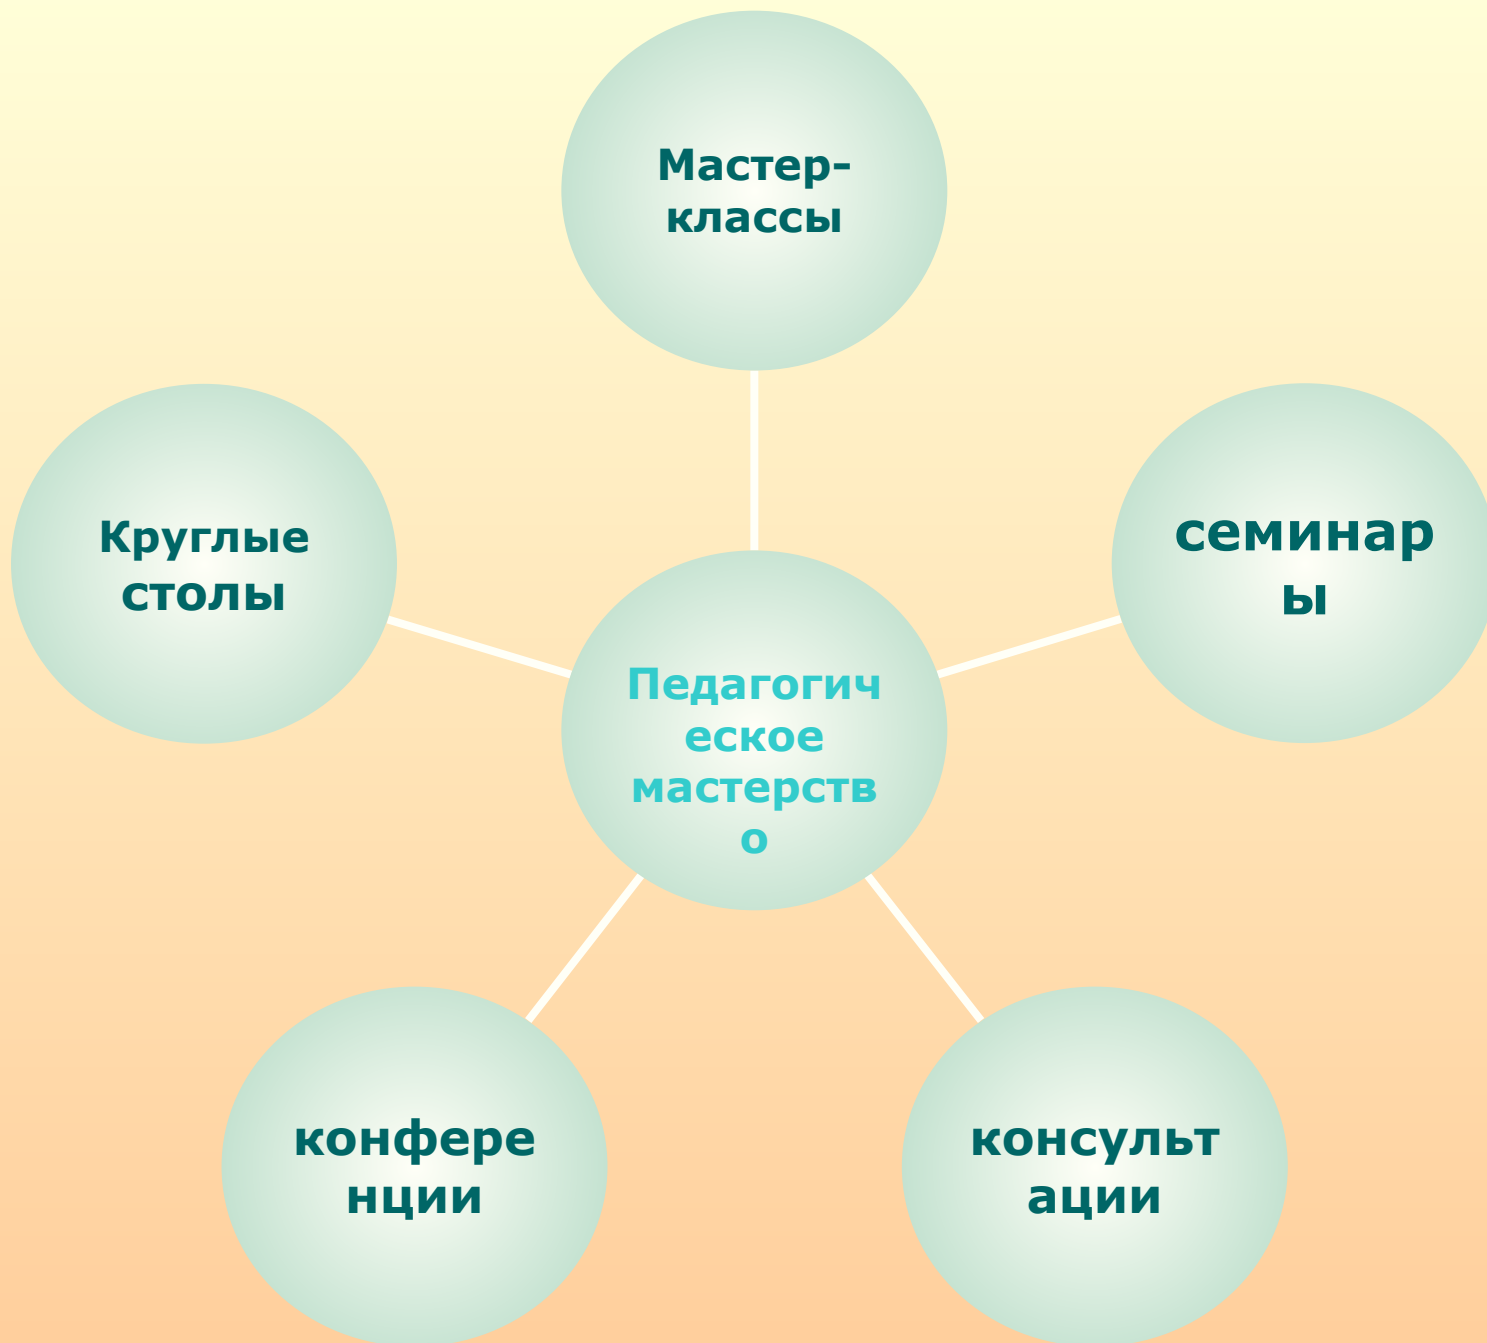 Мастер-
классы
Круглые
столы
семинар
ы
Педагогич
еское
мастерств
о
конфере
нции
консульт
ации